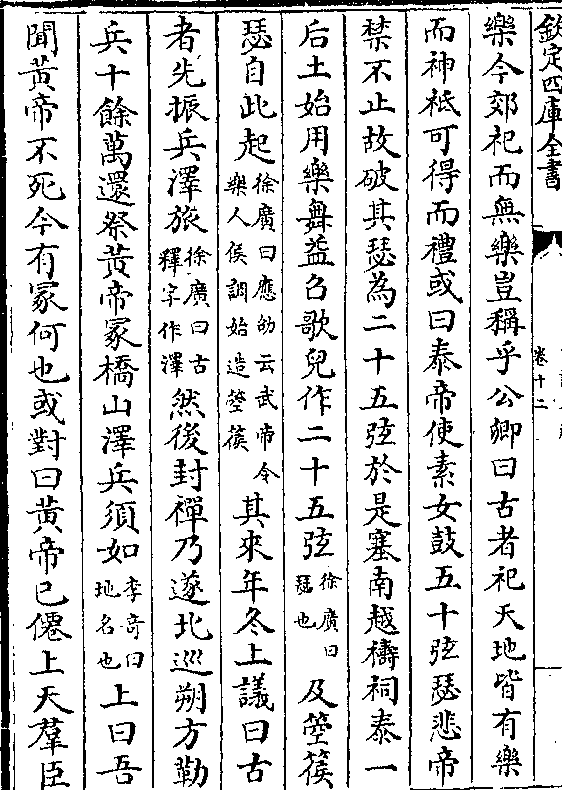 欽定四庫全書
卷十二
樂今郊祀而無樂豈稱乎公卿曰古者祀天地皆有樂
而神祇可得而禮或曰泰帝使素女鼓五十弦瑟悲帝
禁不止故破其瑟為二十五弦於是塞南越禱祠泰一
后土始用樂舞益召歌兒作二十五弦徐廣曰瑟也及箜篌
瑟自此起徐廣曰應劭云武帝令樂人侯調始造箜篌其來年冬上議曰古
者先振兵澤旅徐廣曰古釋字作澤然後封禪乃遂北巡朔方勒
兵十餘萬還祭黃帝冢橋山澤兵須如李竒曰地名也上曰吾
聞黃帝不死今有冢何也或對曰黃帝已僊上天羣臣